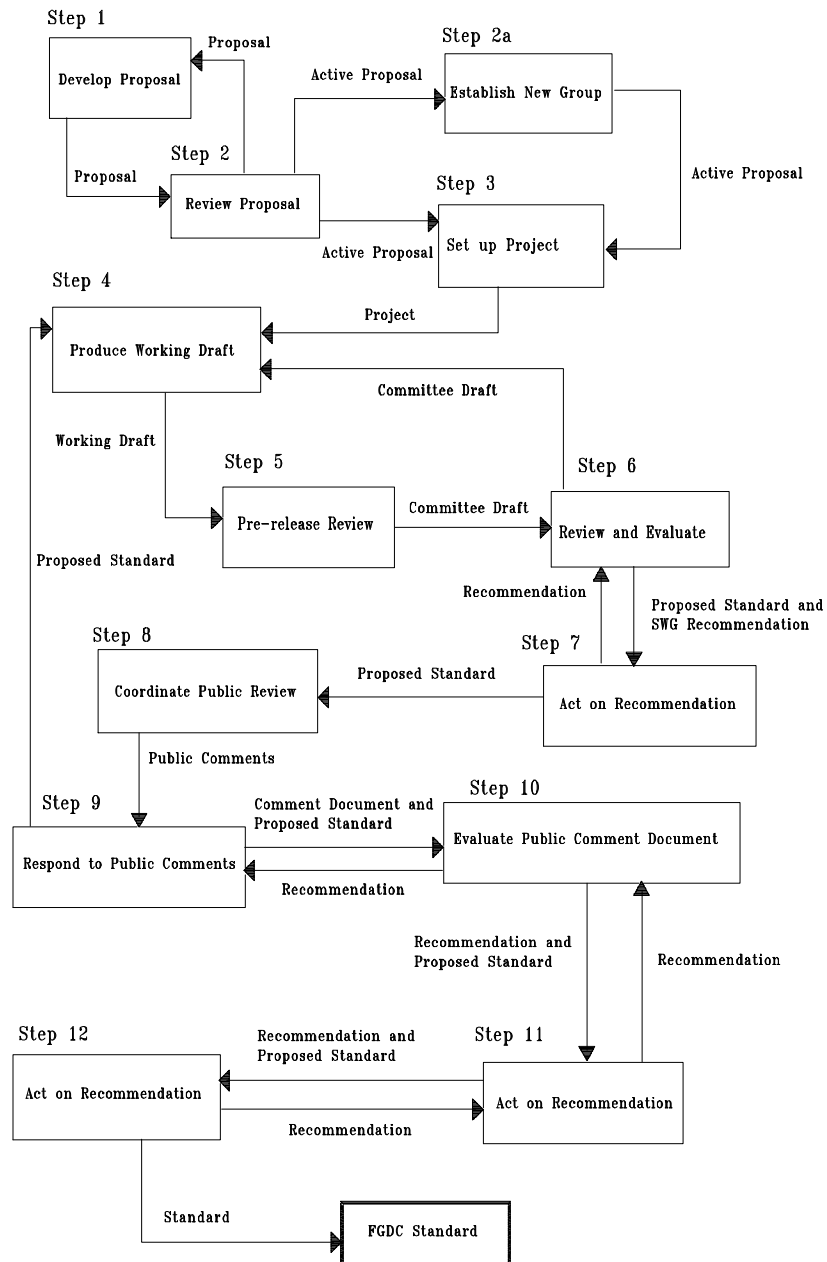 Step 1
Proposal
Develop Proposal
Step 2a
Active Proposal
Establish New Group
Step 2
Proposal
Review Proposal
Active Proposal
Step 3
Active Proposal
Set up Project
Step 4
Project
Produce Working Draft
Committee Draft
Working Draft
Step 5
Step 6
Pre-release Review
Committee Draft
Review and Evaluate
Proposed Standard
Recommendation
Proposed Standard and
SWG Recommendation
Step 7
Step 8
Proposed Standard
Coordinate Public Review
Act on Recommendation
Public Comments
Step 9
Step 10
Comment Document and
Proposed Standard
Evaluate Public Comment Document
Respond to Public Comments
Recommendation
Recommendation and
Proposed Standard
Recommendation
Step 12
Recommendation and
Proposed Standard
Step 11
Act on Recommendation
Act on Recommendation
Recommendation
Standard
FGDC Standard